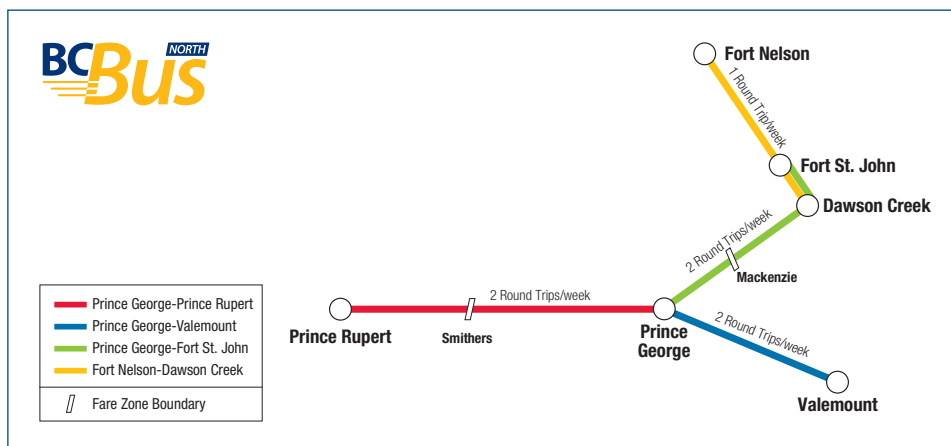 BC Bus NORTH
Fort Nelson
1 Round Trip/week
Fort St. John
Dawson Creek
2 Round Trips/week
Mackenzie
2 Round Trips/week
Prince Rupert
Smithers
Prince
George
2 Round Trips/week
Valemount
Prince George-Prince Rupert
Prince George-Valemount
Prince George-Fort St. John
Fort Nelson-Dawson Creek
Fare Zone Boundary